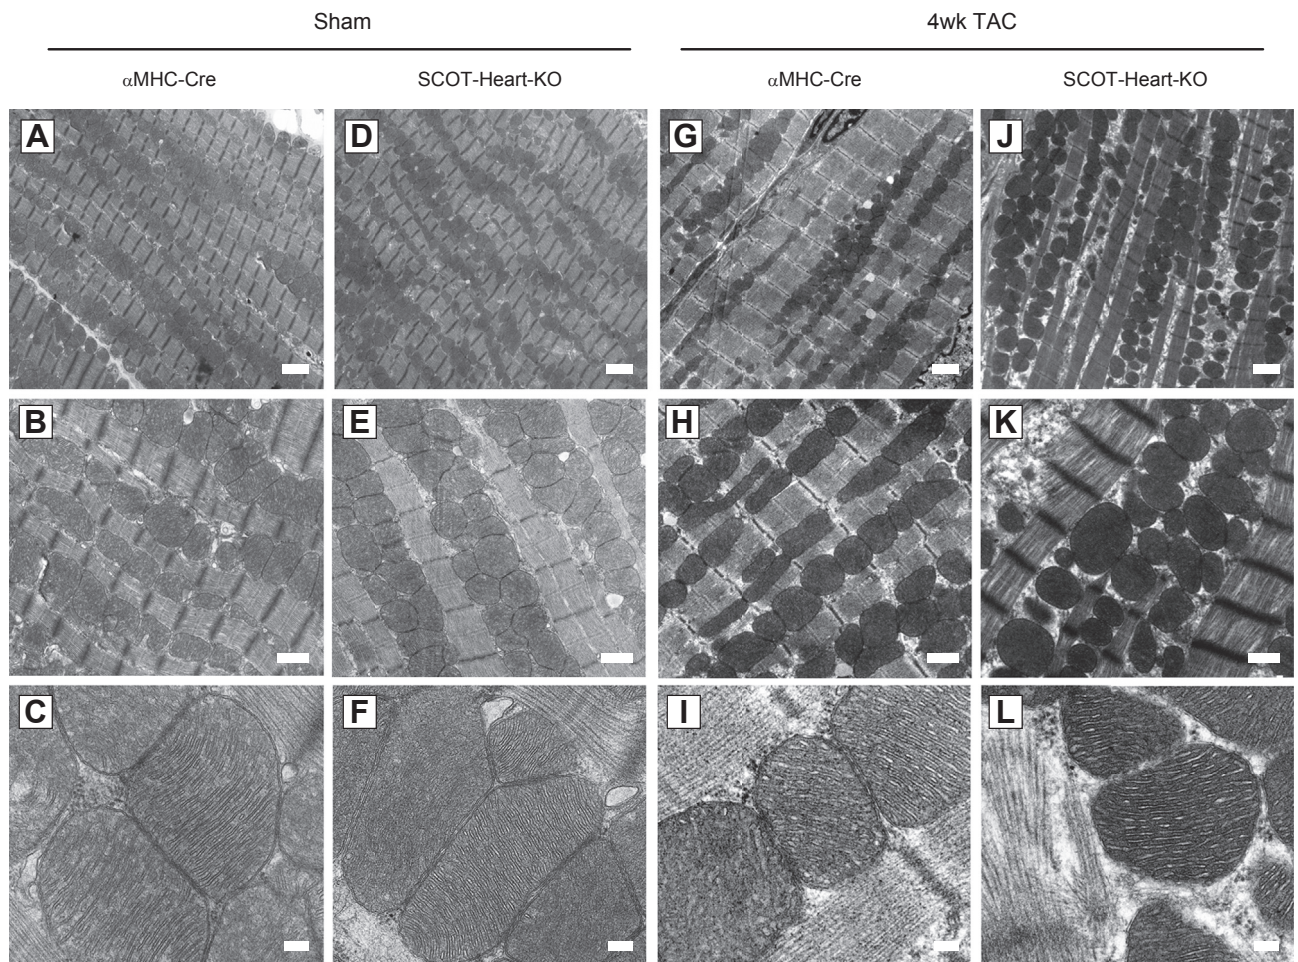 Sham 4wk TAC
αMHC-Cre SCOT-Heart-KO αMHC-Cre SCOT-Heart-KO
A D G J
B E H K
C F I L